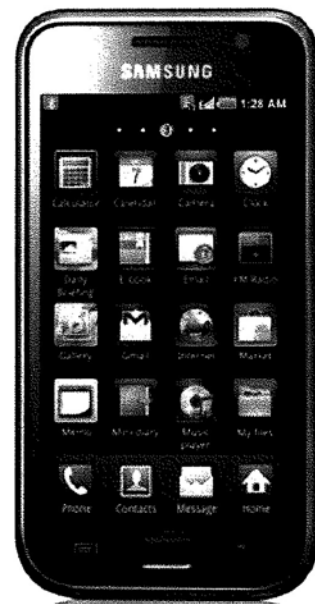 SAMSUNG
1:28 AM
7
Calculator Calendar Camera Clock
Daily
Briefing E-book Email FM Radio
Gallery Gmail Internet Market
Memo Mini diary Music
player My files
Phone Contacts Message Home